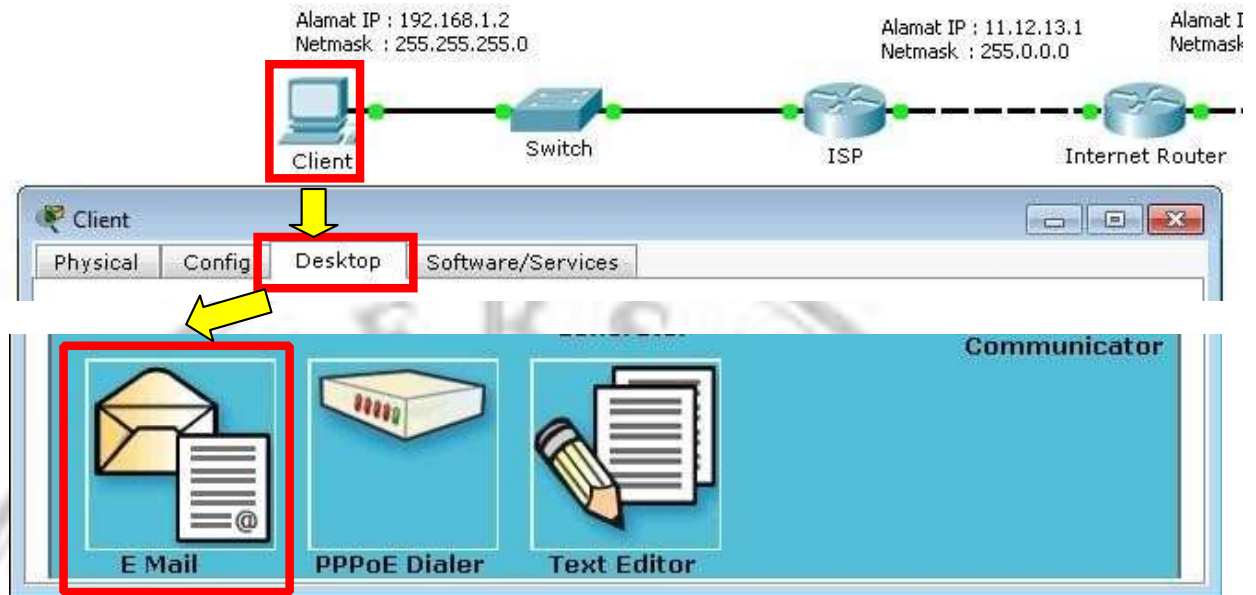 Alamat IP : 192.168.1.2
Netmask : 255.255.255.0
Alamat IP : 11.12.13.1
Netmask : 255.0.0.0
Alamat
Netmask
Client
Switch
ISP
Internet Router
Client
Physical Config Desktop Software/Services
Communicator
E Mail PPPoE Dialer Text Editor